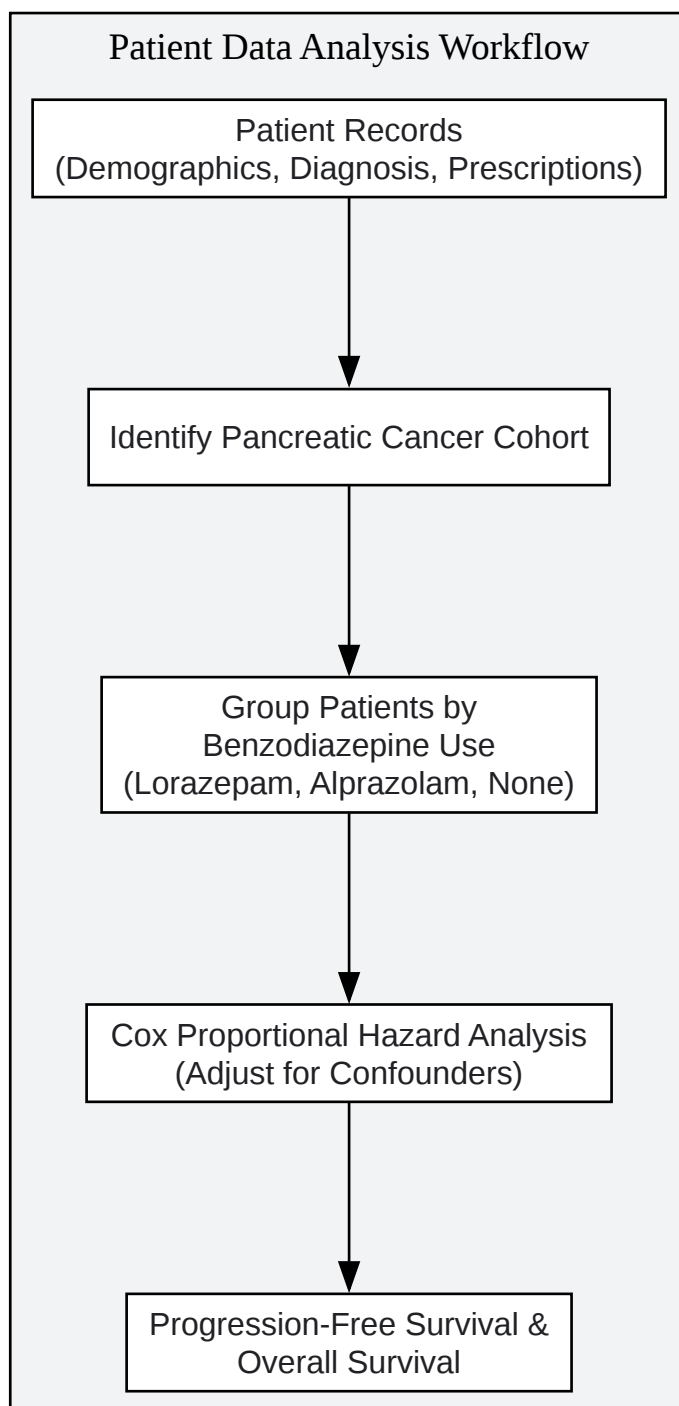 Patient Data Analysis Workflow
Patient Records
(Demographics, Diagnosis, Prescriptions)
Identify Pancreatic Cancer Cohort
Group Patients by
Benzodiazepine Use
(Lorazepam, Alprazolam, None)
Cox Proportional Hazard Analysis
(Adjust for Confounders)
Progression-Free Survival &
Overall Survival